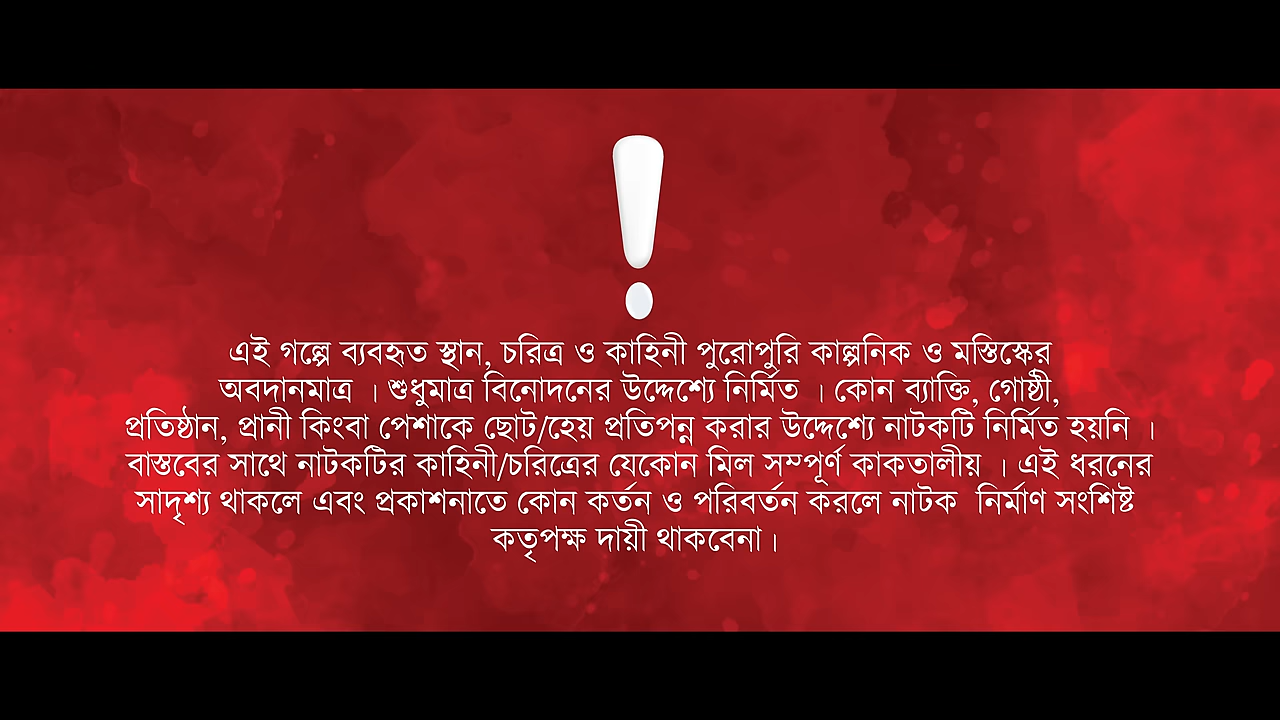 এই গল্পে ব্যবহৃত স্থান, চরিত্র ও কাহিনী পুরোপুরি কাল্পনিক ও মস্তিস্কের
অবদানমাত্র । শুধুমাত্র বিনোদনের উদ্দেশ্যে নির্মিত । কোন ব্যাক্তি, গোষ্ঠী,
প্রতিষ্ঠান, প্রানী কিংবা পেশাকে ছোট/হেয় প্রতিপন্ন করার উদ্দেশ্যে নাটকটি নির্মিত হয়নি ।
বাস্তবের সাথে নাটকটির কাহিনী/চরিত্রের যেকোন মিল সম্পূর্ণ কাকতালীয় । এই ধরনের
সাদৃশ্য থাকলে এবং প্রকাশনাতে কোন কর্তন ও পরিবর্তন করলে নাটক নির্মাণ সংশিষ্ট
কতৃপক্ষ দায়ী থাকবেনা।